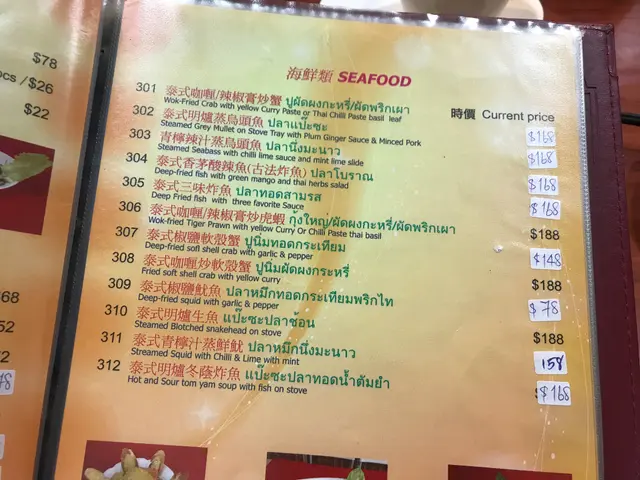 $78
ocs / $26
$22
68
52
海鮮類 SEAFOOD
301 泰式咖喱/辣椒膏炒蟹 ปูผัดผงกะหรี่/ผัดพริกเผา 時價 Current price
Wok-Fried Crab with yellow Curry Paste or Thai Chilli Paste basil leaf
302 泰式明爐蒸烏頭魚 ปลาแป๊ะซะ $168
Steamed Grey Mullet on Stove Tray with Plum Ginger Sauce & Minced Pork
303 青檸辣汁蒸烏頭魚 ปลานึ่งมะนาว $168
Steamed Seabass with chilli lime sauce and mint lime slide
304 泰式香茅酸辣魚(古法炸魚) ปลาโบราณ $168
Deep-fried fish with green mango and thai herbs salad
305 泰式三味炸魚 ปลาทอดสามรส $168
Deep Fried fish with three favorite Sauce
306 泰式咖喱/辣椒膏炒虎蝦 กุ้งใหญ่/ผัดผงกะหรี่/ผัดพริกเผา $188
Wok-fried Tiger Prawn with yellow Curry Or Chilli Paste thai basil
307 泰式椒鹽軟殼蟹 ปูนิ่มทอดกระเทียม $148
Deep-fried soft shell crab with garlic & pepper
308 泰式咖喱炒軟殼蟹 ปูนิ่มผัดผงกระหรี่
Fried soft shell crab with yellow curry
309 泰式椒鹽魷魚 ปลาหมึกทอดกระเทียมพริกไท $78
Deep-fried squid with garlic & pepper
310 泰式明爐生魚 แป๊ะซะปลาช้อน $188
Steamed Blotched snakehead on stove
311 泰式青檸汁蒸鮮魷 ปลาหมึกนึ่งมะนาว 158
Streamed Squid with Chilli & Lime with mint
312 泰式明爐冬蔭炸魚 แป๊ะซะปลาทอดน้ำต้มยำ $168
Hot and Sour tom yam soup with fish on stove